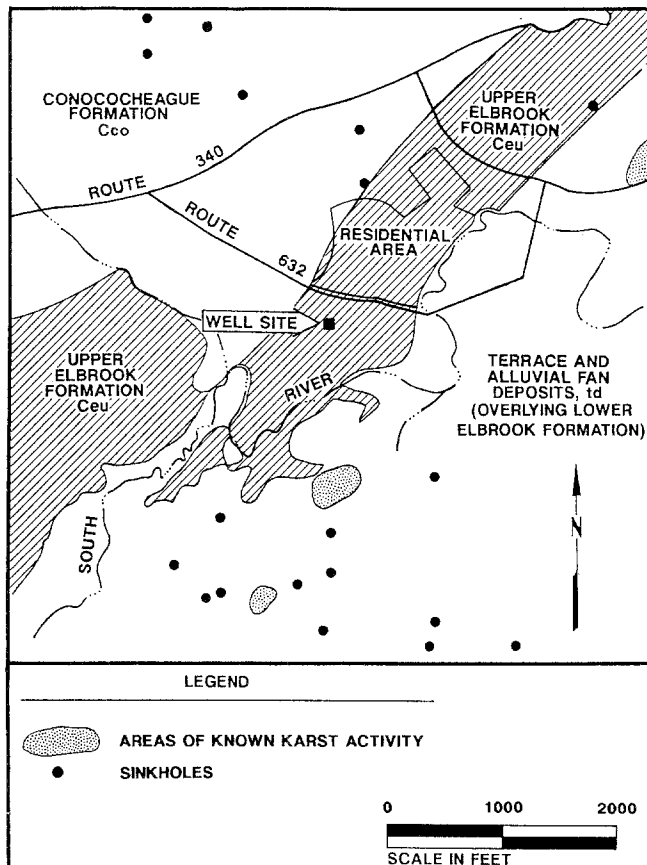 CONOCOCHEAGUE
FORMATION
Cco
UPPER
ELBROOK
FORMATION
Ceu
ROUTE 340
ROUTE 632
RESIDENTIAL
AREA
WELL SITE
UPPER
ELBROOK
FORMATION
Ceu
SOUTH RIVER
TERRACE AND
ALLUVIAL FAN
DEPOSITS, td
(OVERLYING LOWER
ELBROOK FORMATION)
N
LEGEND
AREAS OF KNOWN KARST ACTIVITY
SINKHOLES
0 1000 2000
SCALE IN FEET